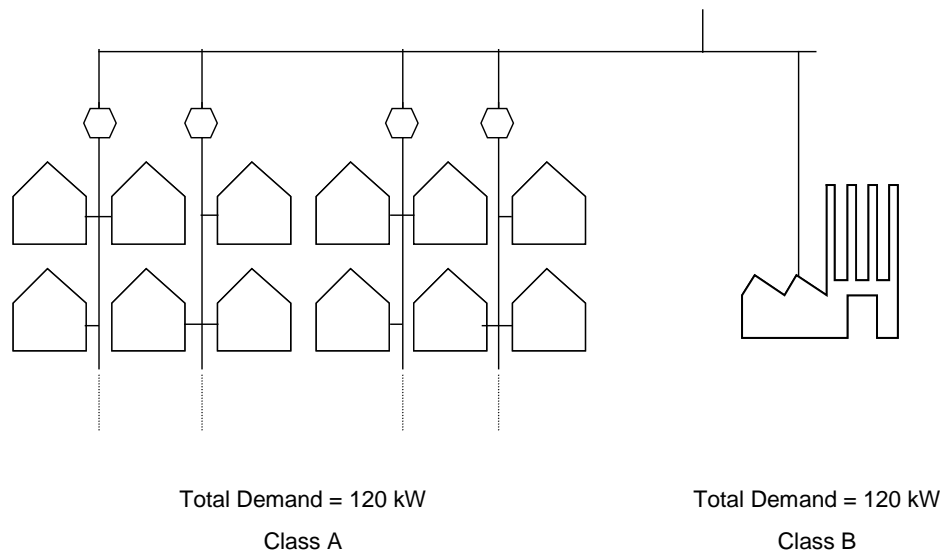 Total Demand = 120 kW
Class A
Total Demand = 120 kW
Class B